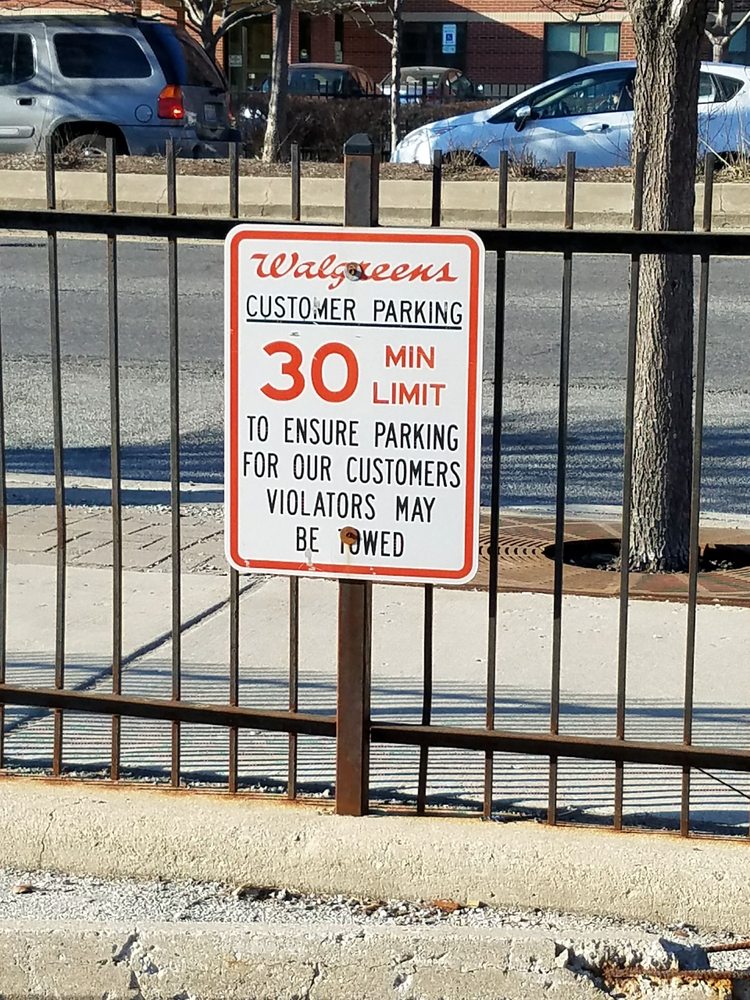 Walgreens
CUSTOMER PARKING
30 MIN LIMIT
TO ENSURE PARKING
FOR OUR CUSTOMERS
VIOLATORS MAY
BE TOWED